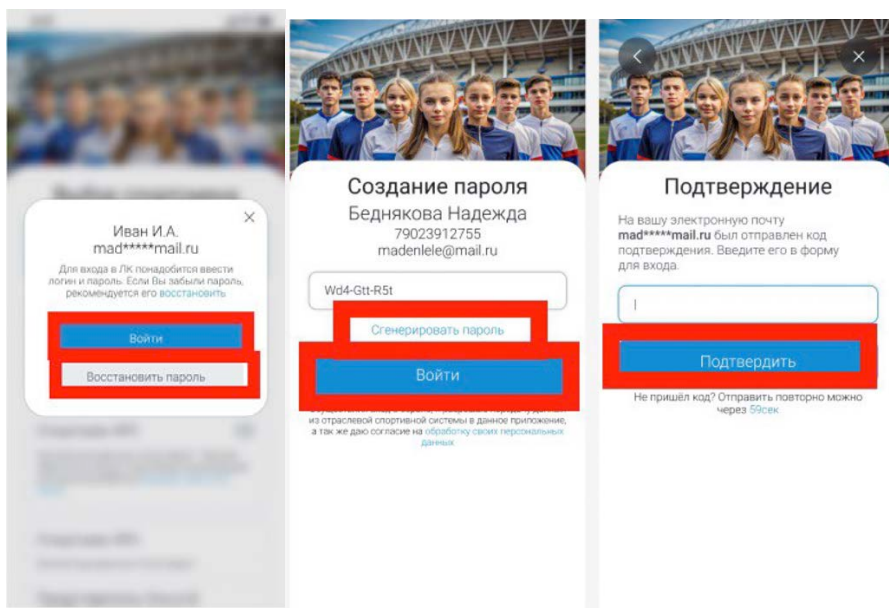 Иван И.А.
mad*****mail.ru
Для входа в ЛК понадобится ввести
логин и пароль. Если Вы забыли пароль,
рекомендуется его восстановить
Войти
Восстановить пароль
Создание пароля
Беднякова Надежда
79023912755
madenlele@mail.ru
Wd4-Gtt-R5t
Сгенерировать пароль
Войти
из отраслевой спортивной системы в данное приложение,
а так же даю согласие на обработку своих персональных
данных
Подтверждение
На вашу электронную почту
mad*****mail.ru был отправлен код
подтверждения. Введите его в форму
для входа.
Подтвердить
Не пришёл код? Отправить повторно можно
через 59сек